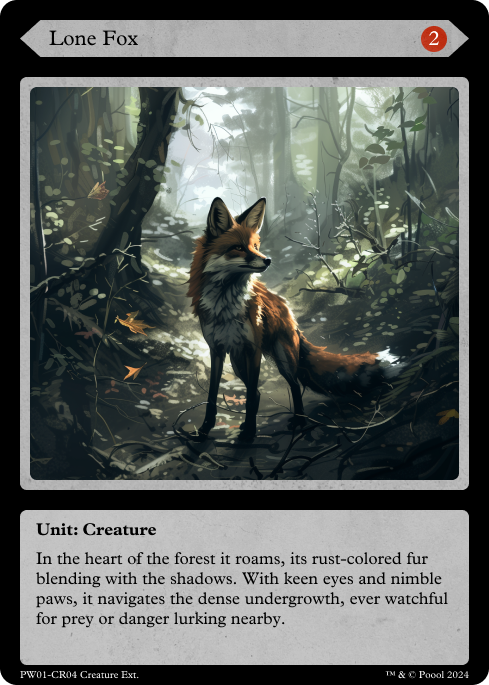 Lone Fox
2
Unit: Creature
In the heart of the forest it roams, its rust-colored fur
blending with the shadows. With keen eyes and nimble
paws, it navigates the dense undergrowth, ever watchful
for prey or danger lurking nearby.
PW01-CR04 Creature Ext.
™ & © Poool 2024